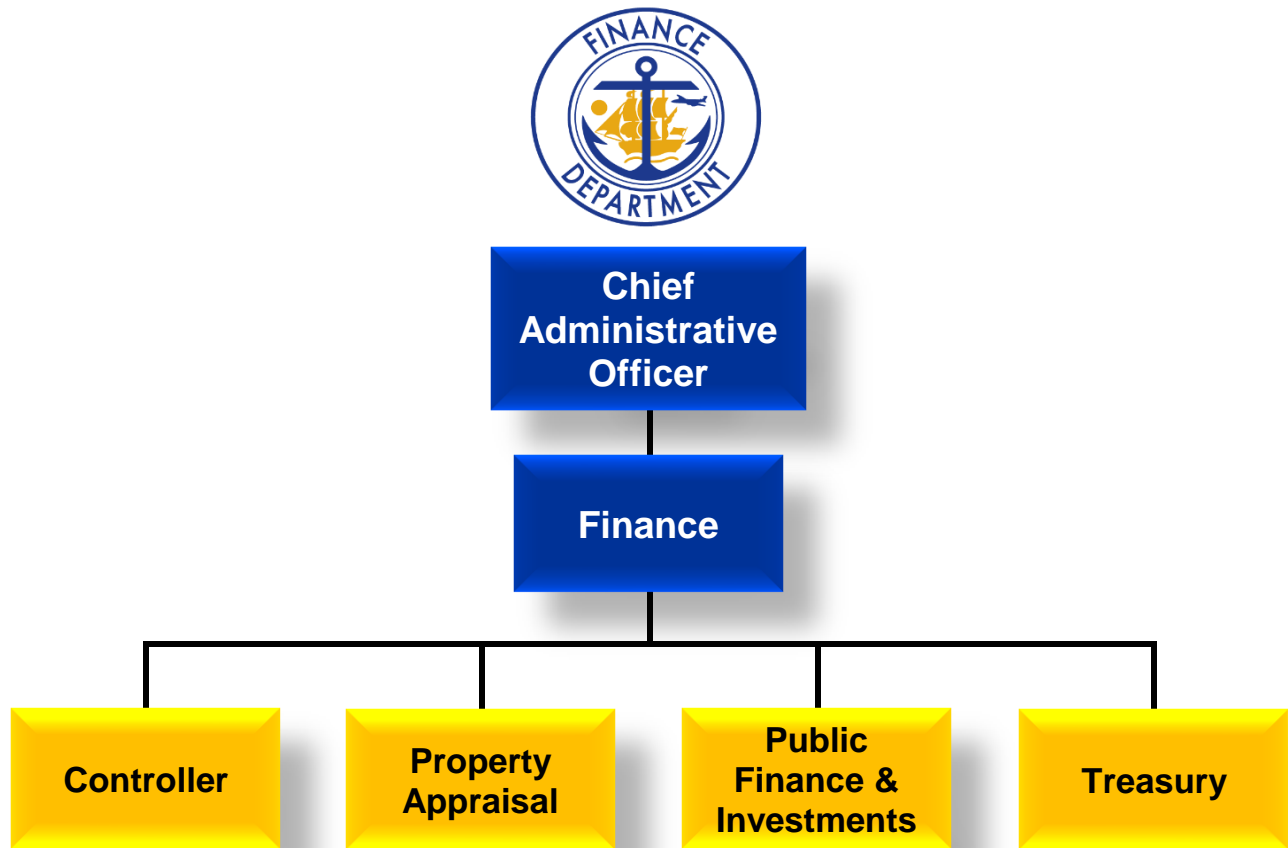 FINANCE
DEPARTMENT
Chief
Administrative
Officer
Finance
Controller
Property
Appraisal
Public
Finance &
Investments
Treasury